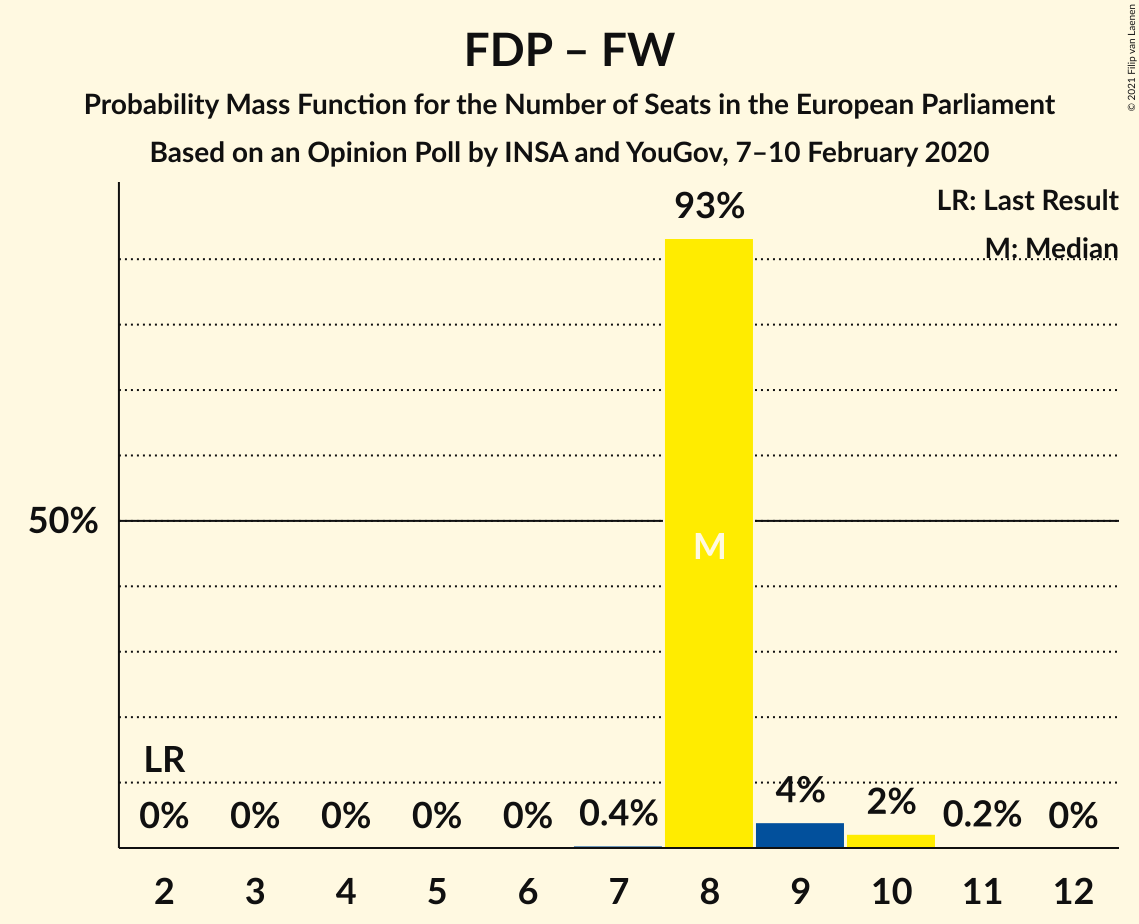 FDP – FW
Probability Mass Function for the Number of Seats in the European Parliament
Based on an Opinion Poll by INSA and YouGov, 7–10 February 2020
© 2021 Filip van Laenen
LR: Last Result
M: Median
93%
50%
M
LR
0% 0% 0% 0% 0% 0.4% 4% 2% 0.2% 0%
2 3 4 5 6 7 8 9 10 11 12